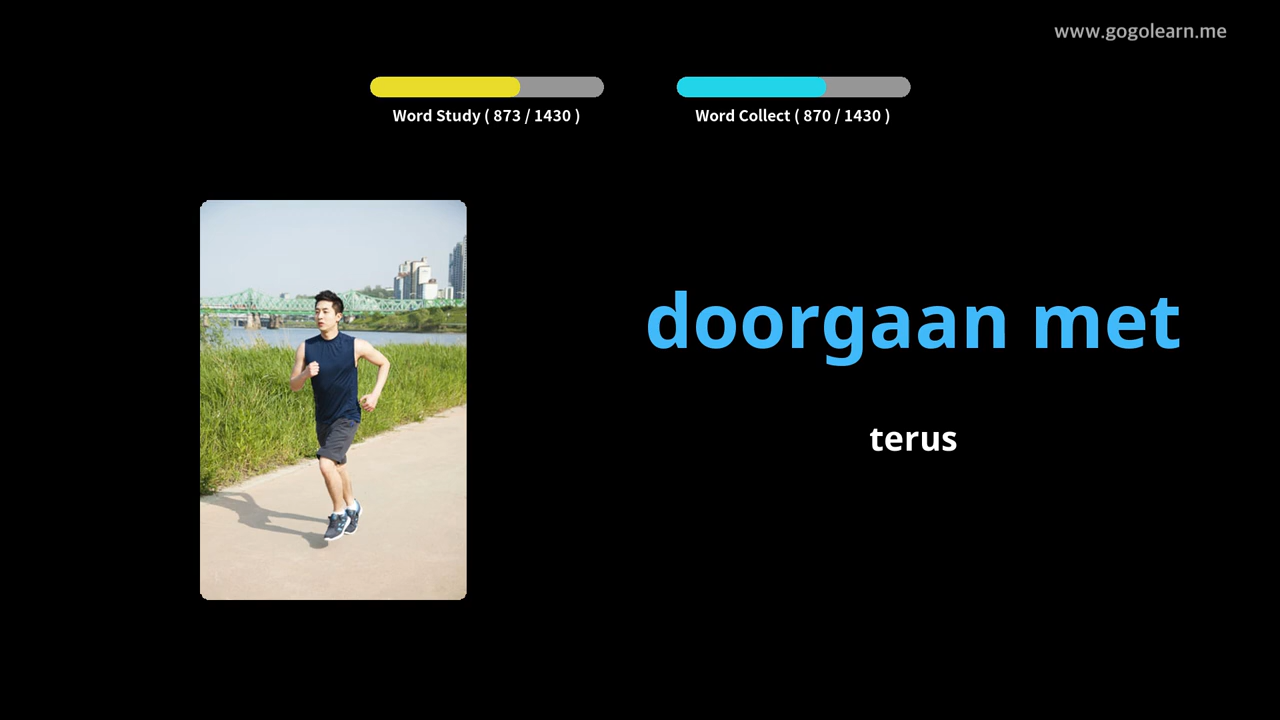 www.gogolearn.me
Word Study ( 873 / 1430 )
Word Collect ( 870 / 1430 )
doorgaan met
terus